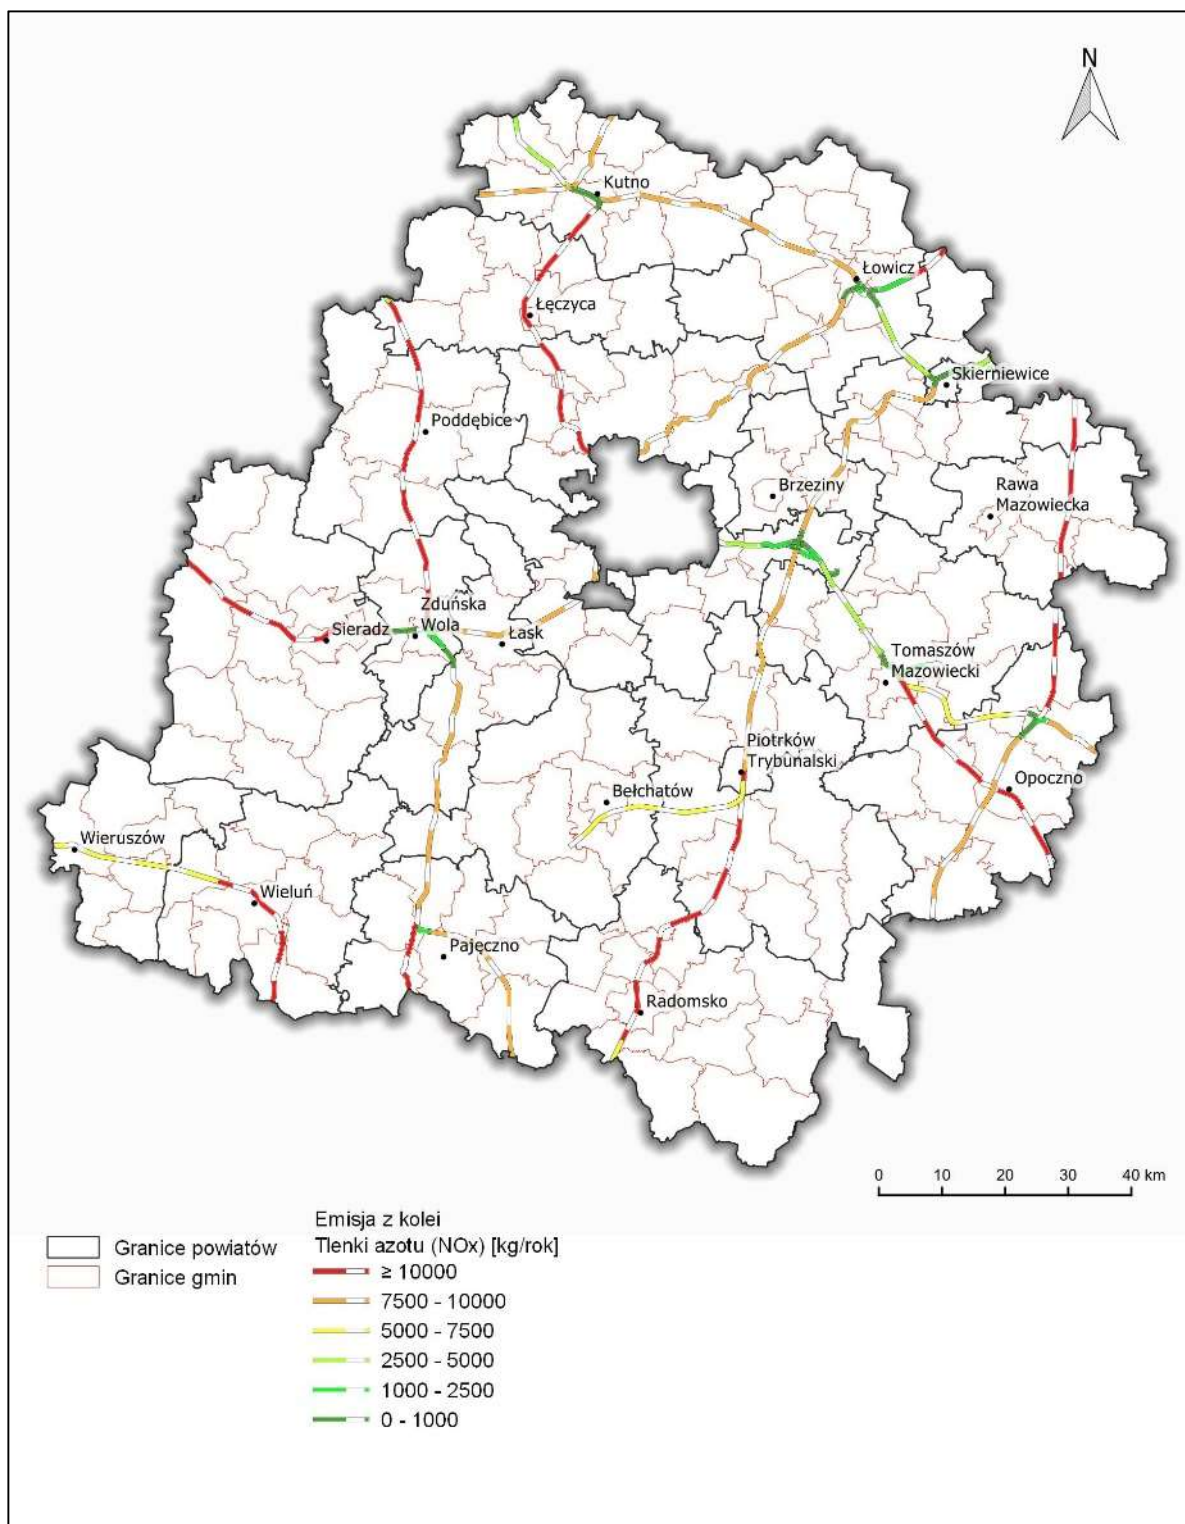 N
Kutno
Łowicz
Łęczyca
Skierniewice
Poddębice
Brzeziny
Rawa
Mazowiecka
Zduńska
Wola
Sieradz
Łask
Tomaszów
Mazowiecki
Piotrków
Trybunalski
Opoczno
Bełchatów
Wieruszów
Wieluń
Pajęczno
Radomsko
0 10 20 30 40 km
Emisja z kolei
Tlenki azotu (NOx) [kg/rok]
Granice powiatów
Granice gmin
≥ 10000
7500 - 10000
5000 - 7500
2500 - 5000
1000 - 2500
0 - 1000